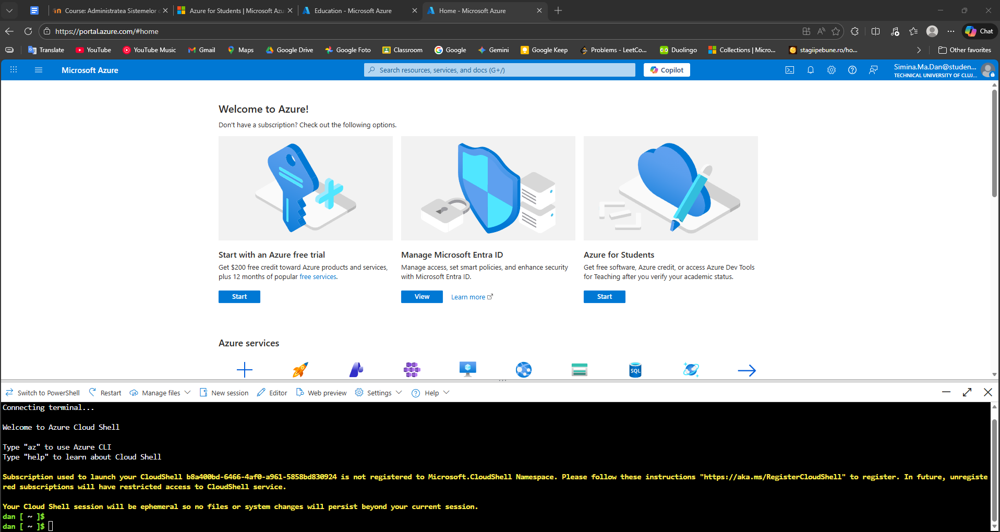 Course: Administratea Sistemelor
Azure for Students | Microsoft Azu
Education - Microsoft Azure
Home - Microsoft Azure
https://portal.azure.com/#home
Chat
Translate
YouTube
YouTube Music
Gmail
Maps
Google Drive
Google Foto
Classroom
Google
Gemini
Google Keep
Problems - LeetCo...
Duolingo
Collections | Micro...
stagiipebune.ro/ho...
Other favorites
Microsoft Azure
Search resources, services, and docs (G+/)
Copilot
Simina.Ma.Dan@studen...
TECHNICAL UNIVERSITY OF CLUJ...
Welcome to Azure!
Don't have a subscription? Check out the following options.
Start with an Azure free trial
Get $200 free credit toward Azure products and services,
plus 12 months of popular free services.
Start
Manage Microsoft Entra ID
Manage access, set smart policies, and enhance security
with Microsoft Entra ID.
View
Learn more
Azure for Students
Get free software, Azure credit, or access Azure Dev Tools
for Teaching after you verify your academic status.
Start
Azure services
SQL
Switch to PowerShell
Restart
Manage files
New session
Editor
Web preview
Settings
Help
Connecting terminal...
Welcome to Azure Cloud Shell
Type "az" to use Azure CLI
Type "help" to learn about Cloud Shell
Subscription used to launch your CloudShell b8a400bd-6466-4af0-a961-5858bd830924 is not registered to Microsoft.CloudShell Namespace. Please follow these instructions "https://aka.ms/RegisterCloudShell" to register. In future, unregiste
red subscriptions will have restricted access to CloudShell service.
Your Cloud Shell session will be ephemeral so no files or system changes will persist beyond your current session.
dan [ ~ ]$
dan [ ~ ]$